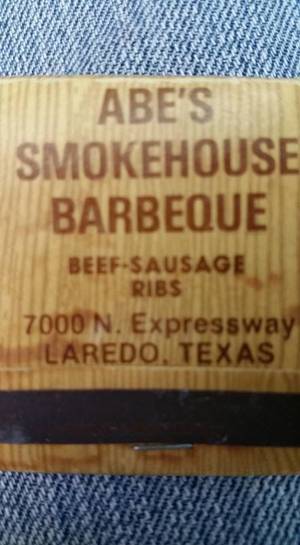 ABE'S
SMOKEHOUSE
BARBEQUE
BEEF-SAUSAGE
RIBS
7000 N. Expressway
LAREDO, TEXAS